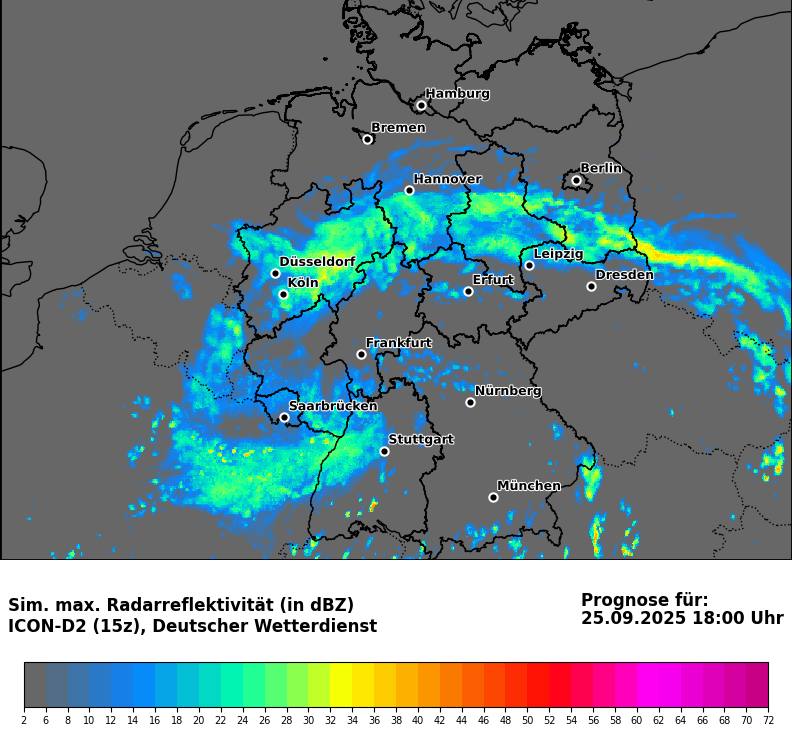 Hamburg
Bremen
Berlin
Hannover
Düsseldorf
Leipzig
Köln
Erfurt
Dresden
Frankfurt
Nürnberg
Saarbrücken
Stuttgart
München
Sim. max. Radarreflektivität (in dBZ)
ICON-D2 (15z), Deutscher Wetterdienst
Prognose für:
25.09.2025 18:00 Uhr
2 6 8 10 12 14 16 18 20 22 24 26 28 30 32 34 36 38 40 42 44 46 48 50 52 54 56 58 60 62 64 66 68 70 72